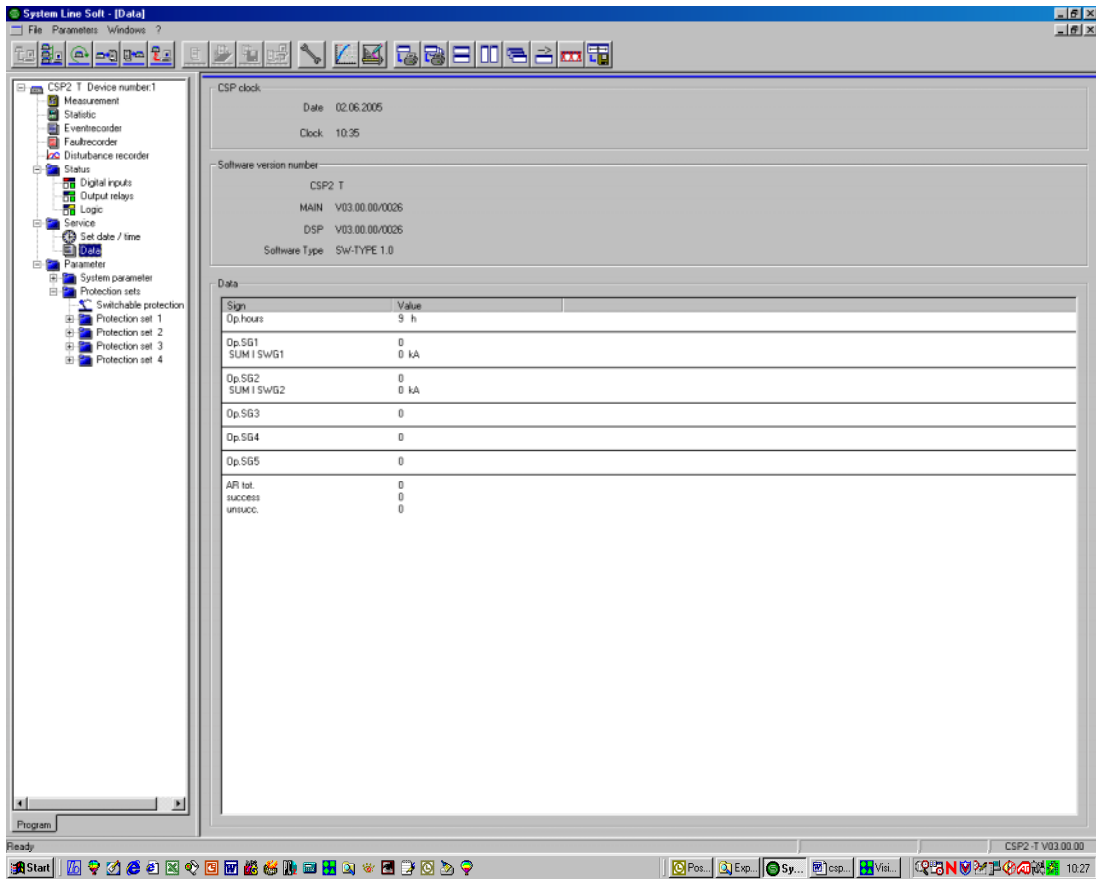 System Line Soft - [Data]
File Parameters Windows ?
CSP2 T Device number:1
Measurement
Statistic
Eventrecorder
Faultrecorder
Disturbance recorder
Status
Digital inputs
Output relays
Logic
Service
Set date / time
Data
Parameter
System parameter
Protection sets
Switchable protection
Protection set 1
Protection set 2
Protection set 3
Protection set 4
Program
CSP clock
Date 02.06.2005
Clock 10:35
Software version number
CSP2 T
MAIN V03.00.00/0026
DSP V03.00.00/0026
Software Type SW-TYPE 1.0
Data
Sign Value
Op.hours 9 h
Op.SG1 0
SUM I SWG1 0 kA
Op.SG2 0
SUM I SWG2 0 kA
Op.SG3 0
Op.SG4 0
Op.SG5 0
AR tot. 0
success 0
unsucc. 0
Ready CSP2 -T V03.00.00
Start Pos... Exp... Sy... csp... Visi... 10:27